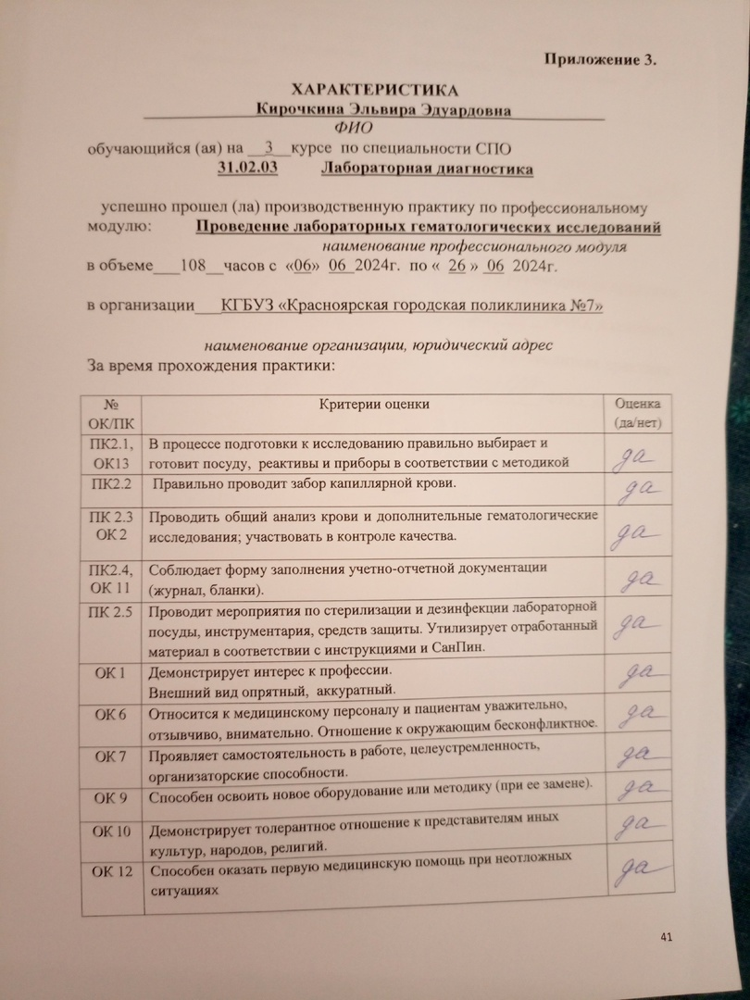 Приложение 3.
ХАРАКТЕРИСТИКА
Кирочкина Эльвира Эдуардовна
ФИО
обучающийся (ая) на __3__курсе по специальности СПО
31.02.03 Лабораторная диагностика
успешно прошел (ла) производственную практику по профессиональному
модулю: Проведение лабораторных гематологических исследований
наименование профессионального модуля
в объеме___108__часов с «06» 06 2024г. по « 26 » 06 2024г.
в организации___КГБУЗ «Красноярская городская поликлиника №7»
наименование организации, юридический адрес
За время прохождения практики:
№ Критерии оценки Оценка
ОК/ПК (да/нет)
ПК2.1, В процессе подготовки к исследованию правильно выбирает и
ОК13 готовит посуду, реактивы и приборы в соответствии с методикой да
ПК2.2 Правильно проводит забор капиллярной крови. да
ПК 2.3 Проводить общий анализ крови и дополнительные гематологические
ОК 2 исследования; участвовать в контроле качества. да
ПК2.4, Соблюдает форму заполнения учетно-отчетной документации
ОК 11 (журнал, бланки). да
ПК 2.5 Проводит мероприятия по стерилизации и дезинфекции лабораторной
посуды, инструментария, средств защиты. Утилизирует отработанный да
материал в соответствии с инструкциями и СанПин.
ОК 1 Демонстрирует интерес к профессии. да
Внешний вид опрятный, аккуратный.
ОК 6 Относится к медицинскому персоналу и пациентам уважительно, да
отзывчиво, внимательно. Отношение к окружающим бесконфликтное.
ОК 7 Проявляет самостоятельность в работе, целеустремленность, да
организаторские способности.
ОК 9 Способен освоить новое оборудование или методику (при ее замене). да
ОК 10 Демонстрирует толерантное отношение к представителям иных да
культур, народов, религий.
ОК 12 Способен оказать первую медицинскую помощь при неотложных да
ситуациях
41